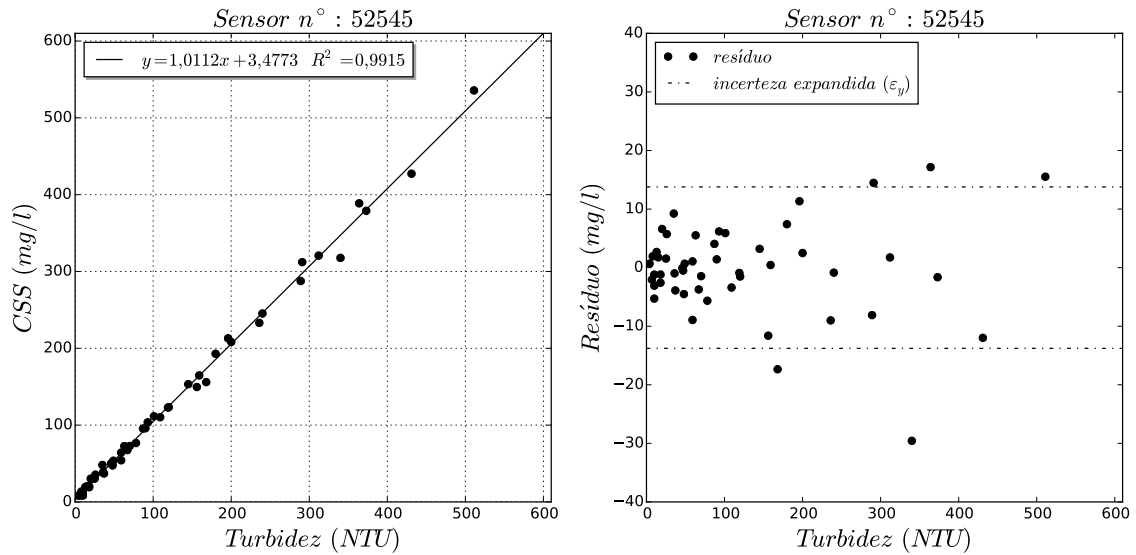 Sensor n° : 52545
y=1,0112x+3,4773 R² =0,9915
600
500
400
300
200
100
0
0 100 200 300 400 500 600
CSS (mg/l)
Turbidez (NTU)
Sensor n° : 52545
resíduo
incerteza expandida (εy)
40
30
20
10
0
−10
−20
−30
−40
0 100 200 300 400 500 600
Resíduo (mg/l)
Turbidez (NTU)